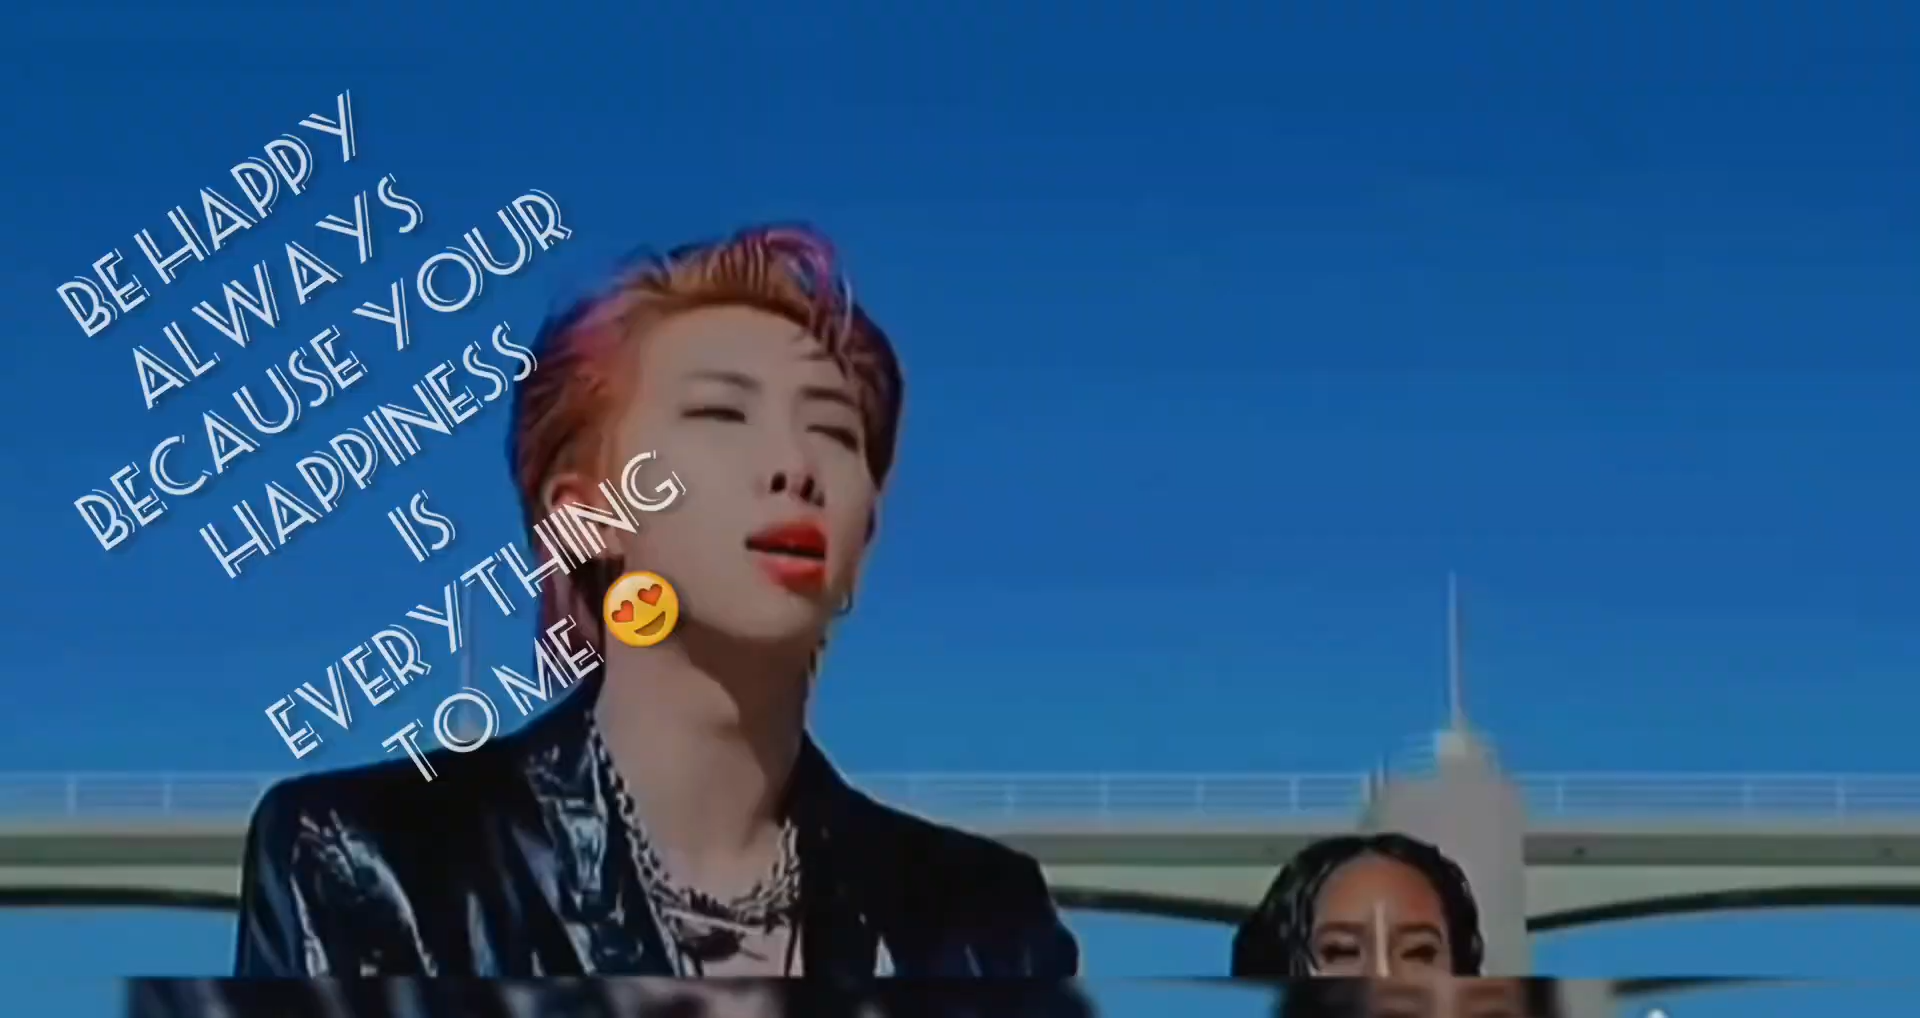 BE HAPPY
ALWAYS
BECAUSE YOUR
HAPPINESS
IS
EVERYTHING
TO ME 😍